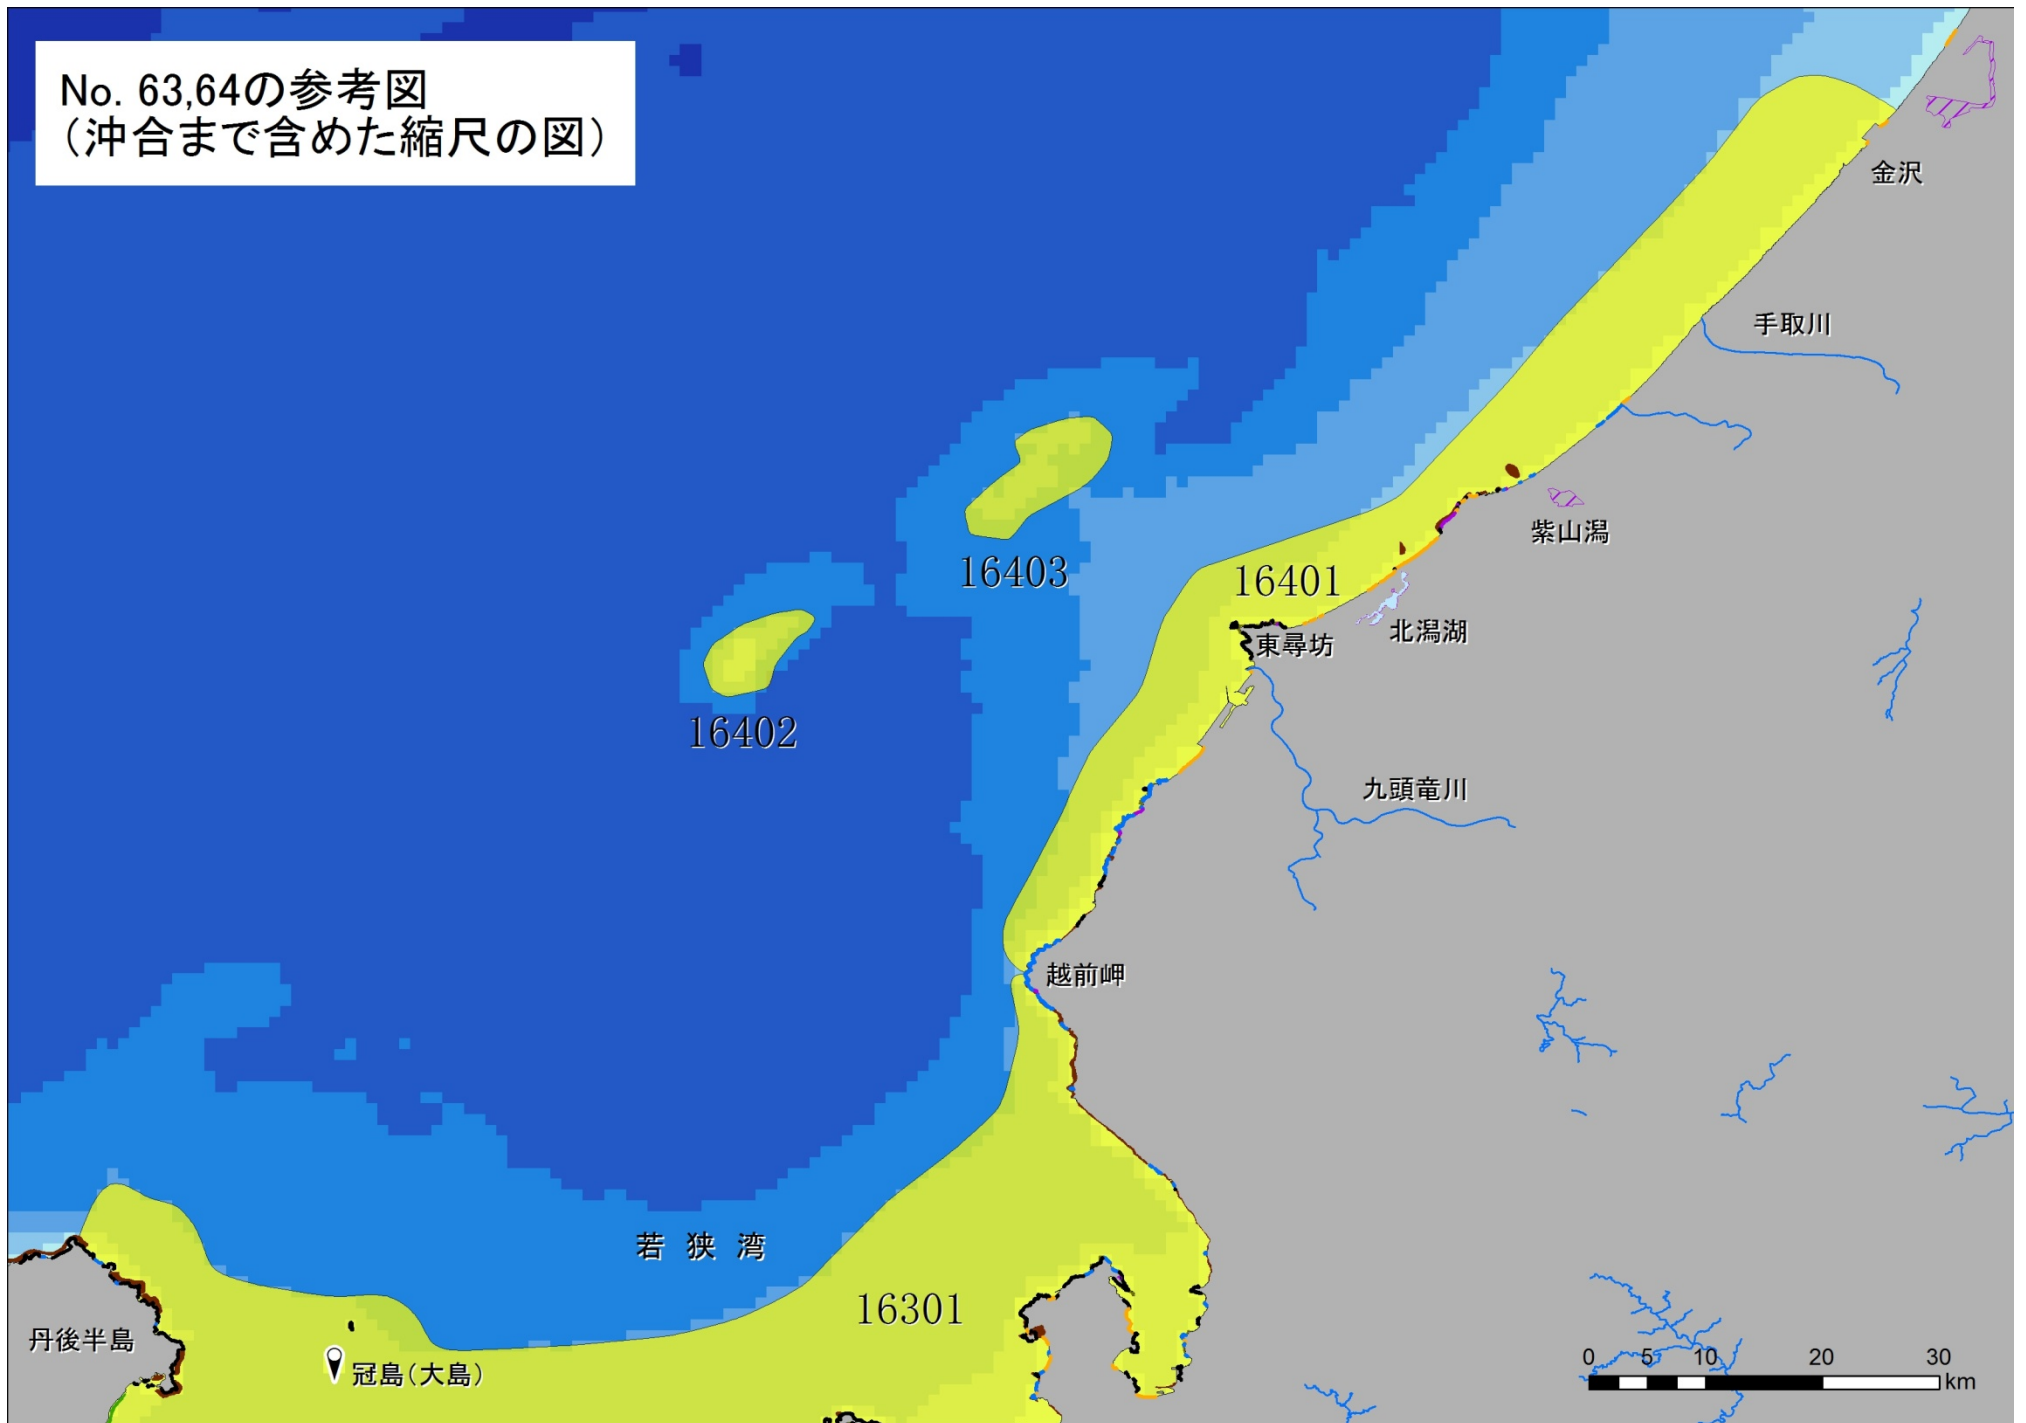 No. 63,64の参考図
（沖合まで含めた縮尺の図）
金沢
手取川
紫山潟
16403
16401
北潟湖
東尋坊
16402
九頭竜川
越前岬
若狭湾
16301
丹後半島
冠島（大島）
0 5 10 20 30
km